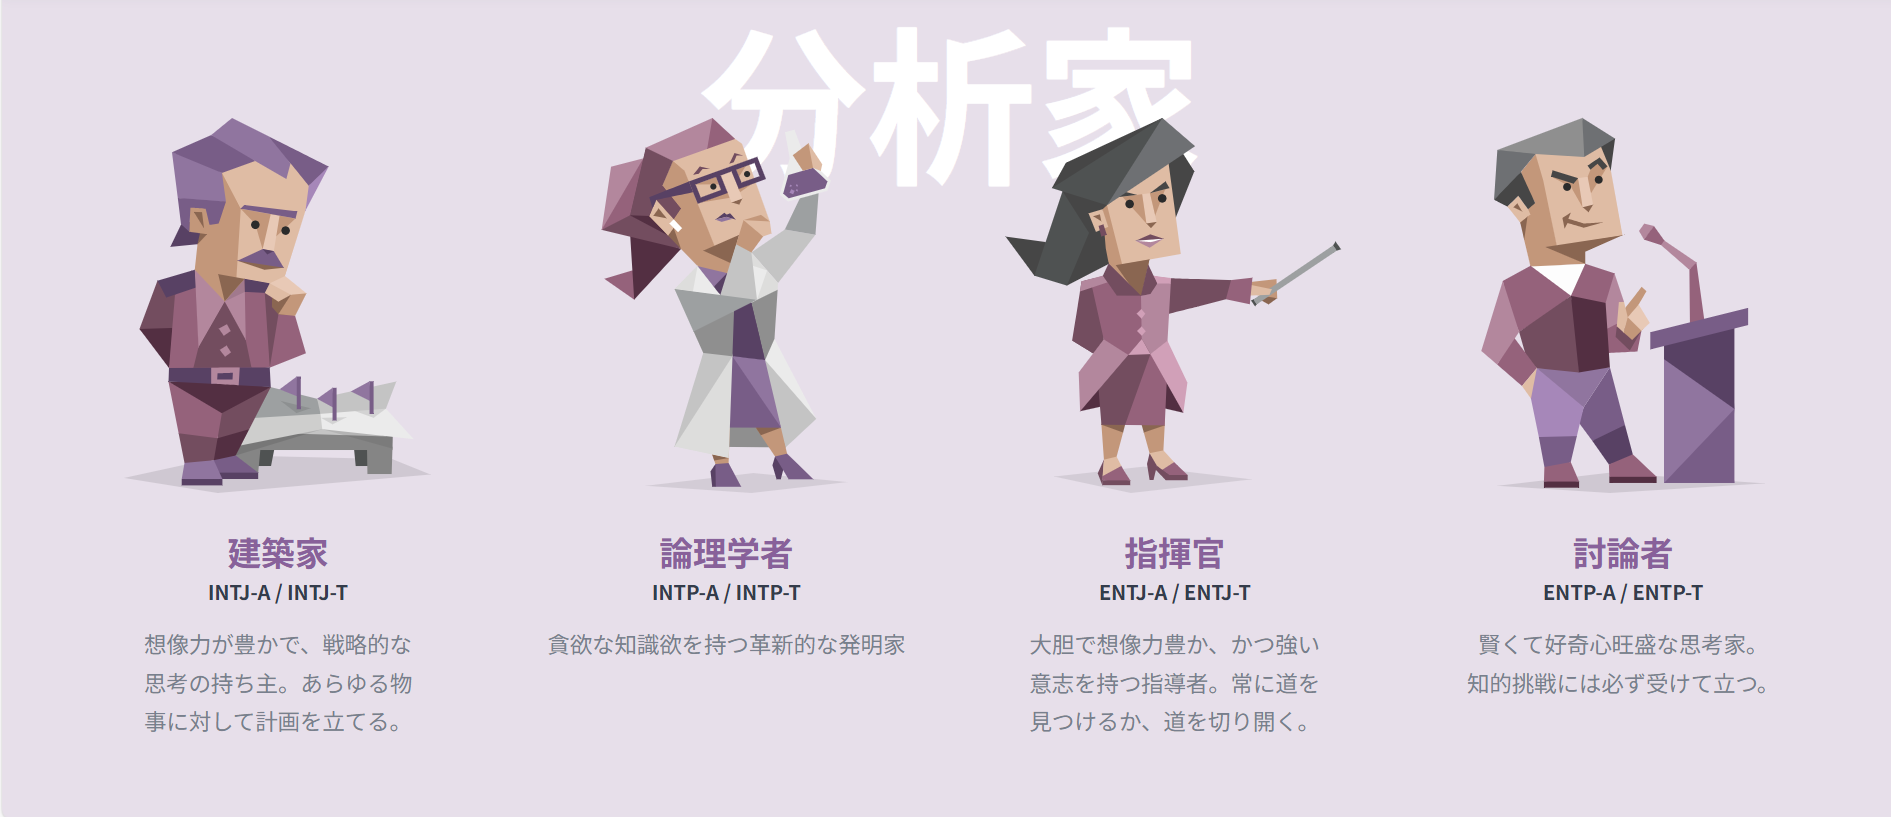 分析家
建築家
INTJ-A / INTJ-T
想像力が豊かで、戦略的な
思考の持ち主。あらゆる物
事に対して計画を立てる。
論理学者
INTP-A / INTP-T
貪欲な知識欲を持つ革新的な発明家
指揮官
ENTJ-A / ENTJ-T
大胆で想像力豊か、かつ強い
意志を持つ指導者。常に道を
見つけるか、道を切り開く。
討論者
ENTP-A / ENTP-T
賢くて好奇心旺盛な思考家。
知的挑戦には必ず受けて立つ。